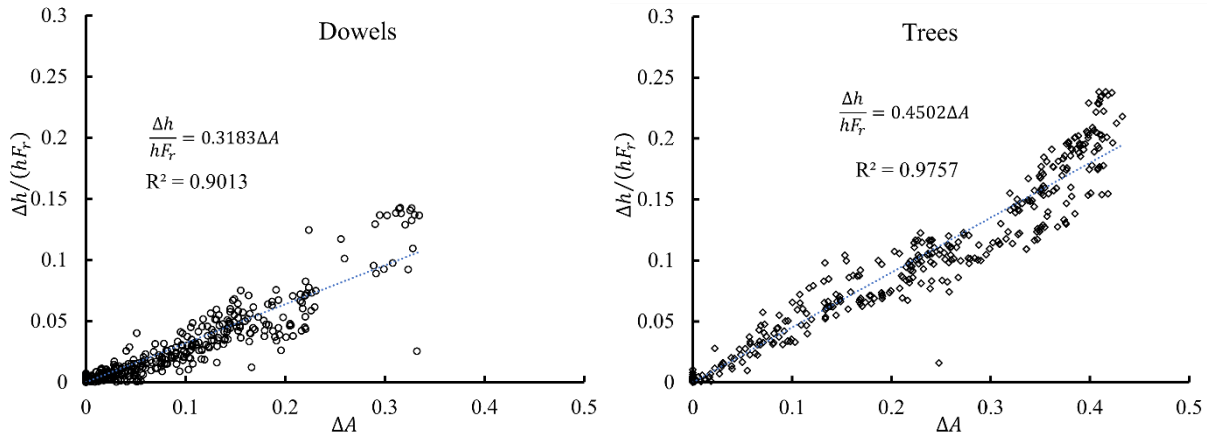 Dowels
0.3
0.25
0.2
0.15
0.1
0.05
0
Δh/(hF_r)
Δh
hF_r
= 0.3183ΔA
R² = 0.9013
0
0.1
0.2
0.3
0.4
0.5
ΔA
Trees
0.3
0.25
0.2
0.15
0.1
0.05
0
Δh/(hF_r)
Δh
hF_r
= 0.4502ΔA
R² = 0.9757
0
0.1
0.2
0.3
0.4
0.5
ΔA